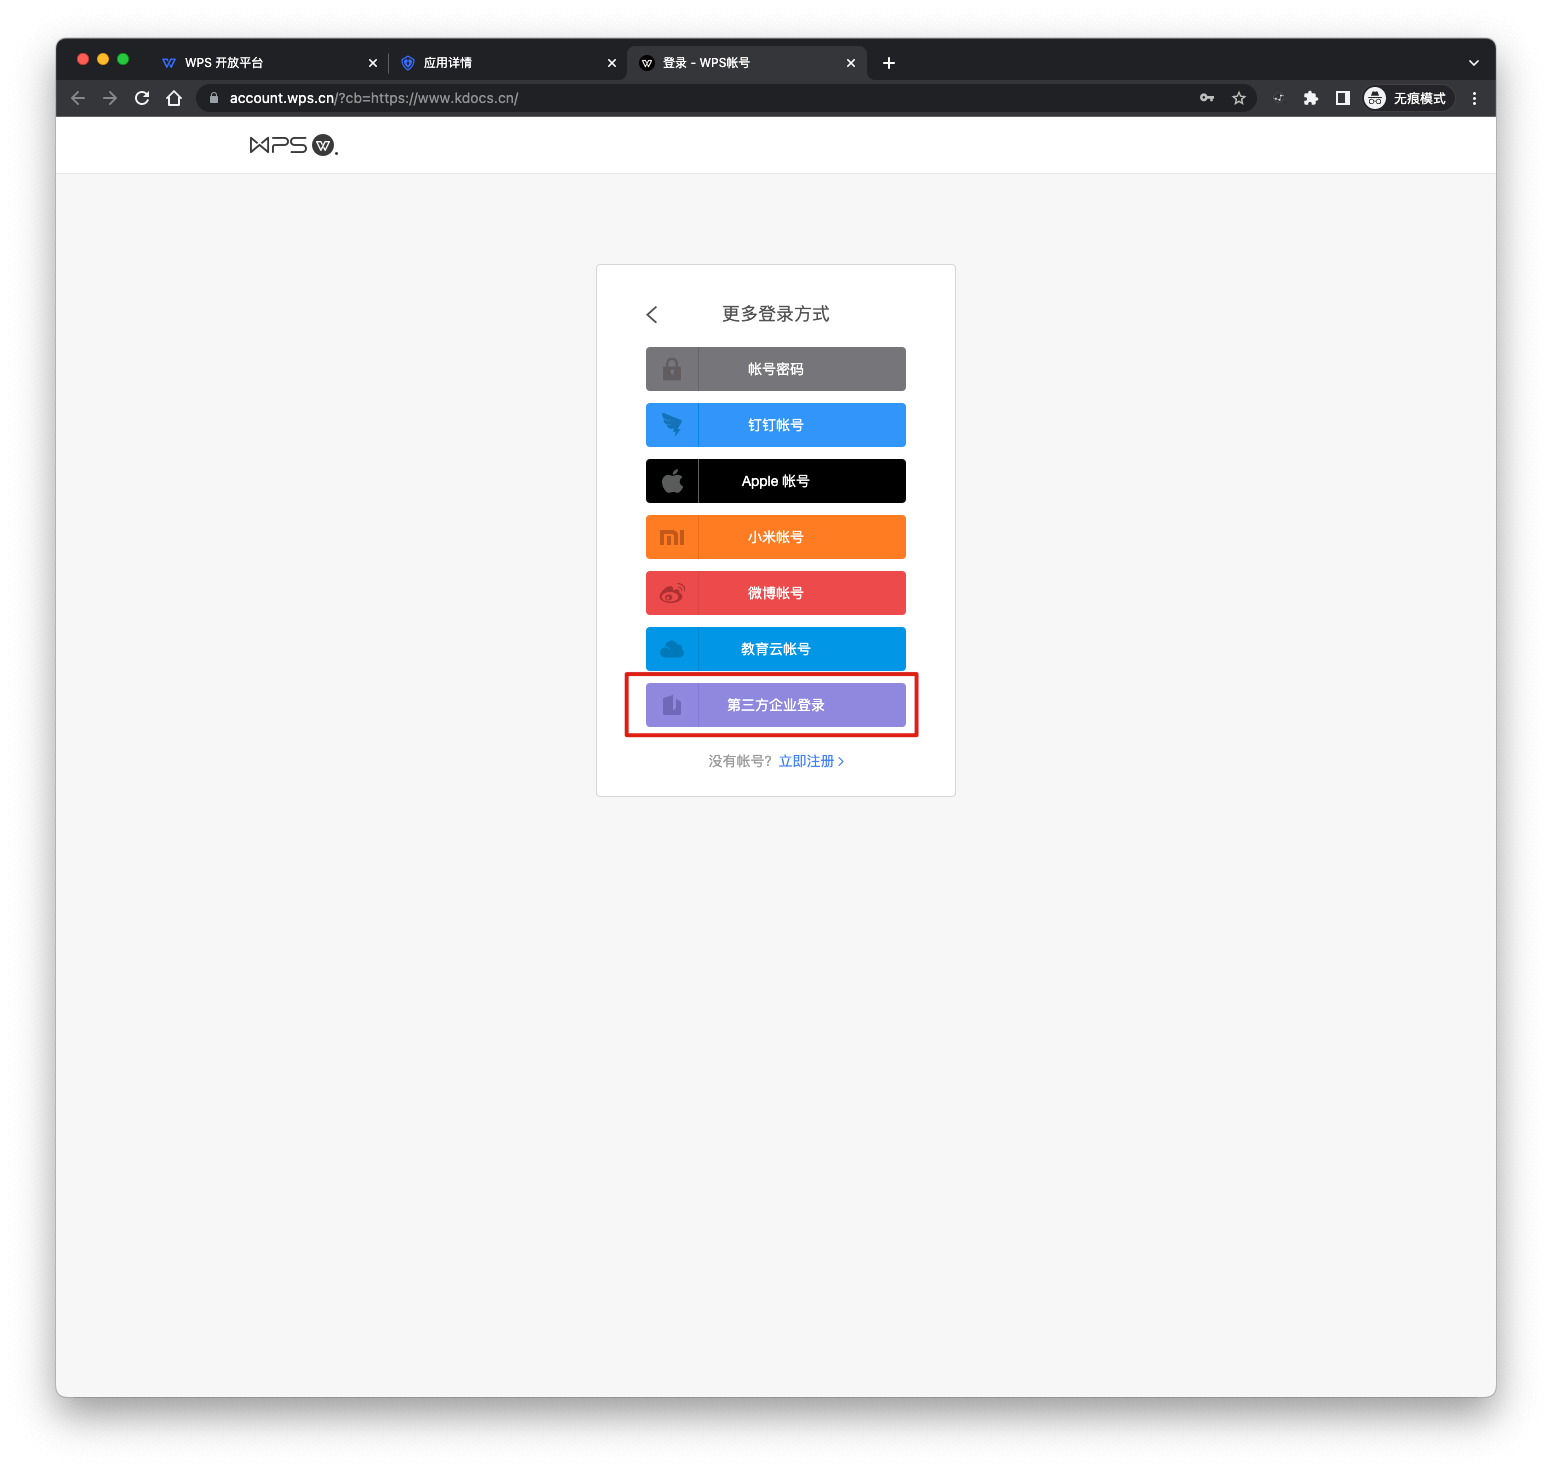 WPS 开放平台
应用详情
登录 - WPS帐号
account.wps.cn/?cb=https://www.kdocs.cn/
无痕模式
WPS
更多登录方式
帐号密码
钉钉帐号
Apple 帐号
小米帐号
微博帐号
教育云帐号
第三方企业登录
没有帐号? 立即注册